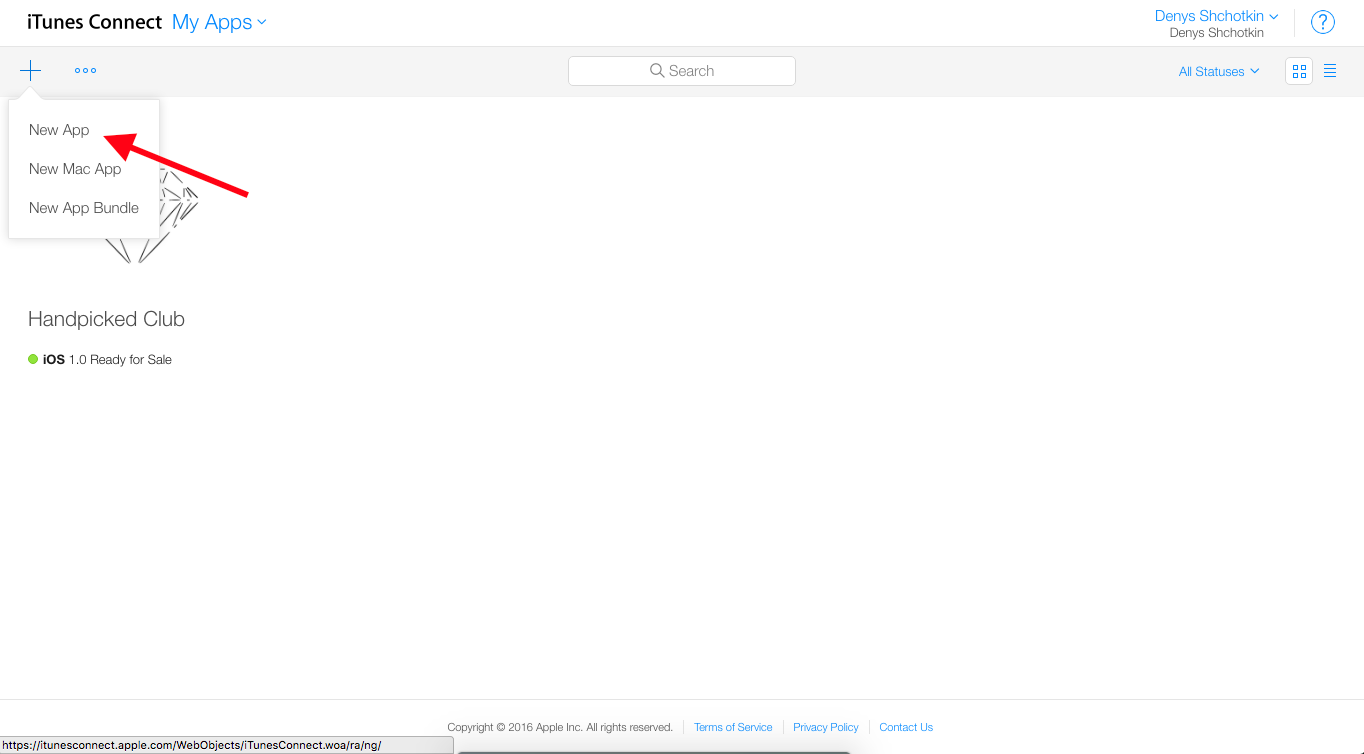 iTunes Connect My Apps
Denys Shchotkin
Denys Shchotkin
?
Search
All Statuses
New App
New Mac App
New App Bundle
Handpicked Club
iOS 1.0 Ready for Sale
Copyright © 2016 Apple Inc. All rights reserved. Terms of Service Privacy Policy Contact Us
https://itunesconnect.apple.com/WebObjects/iTunesConnect.woa/ra/ng/